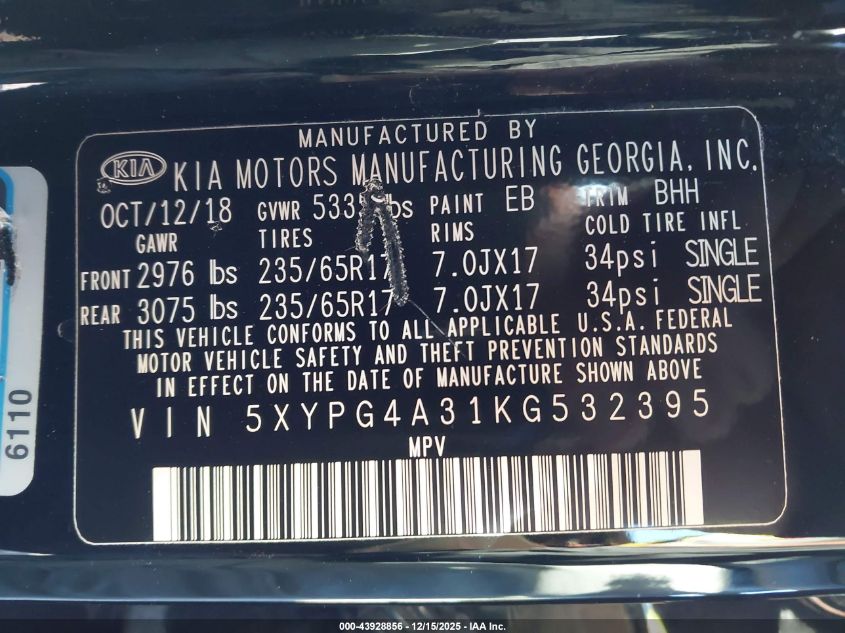 MANUFACTURED BY
KIA KIA MOTORS MANUFACTURING GEORGIA, INC.
OCT/12/18 GVWR lbs PAINT EB TRIM BHH
GAWR TIRES RIMS COLD TIRE INFL
FRONT 2976 lbs 235/65R17 7.0JX17 34psi SINGLE
REAR 3075 lbs 235/65R17 7.0JX17 34psi SINGLE
THIS VEHICLE CONFORMS TO ALL APPLICABLE U.S.A. FEDERAL
MOTOR VEHICLE SAFETY AND THEFT PREVENTION STANDARDS
IN EFFECT ON THE DATE OF MANUFACTURE SHOWN ABOVE
VIN 5XYPG4A31KG532395
MPV
6110
000-43928856 - 12/15/2025 - IAA Inc.